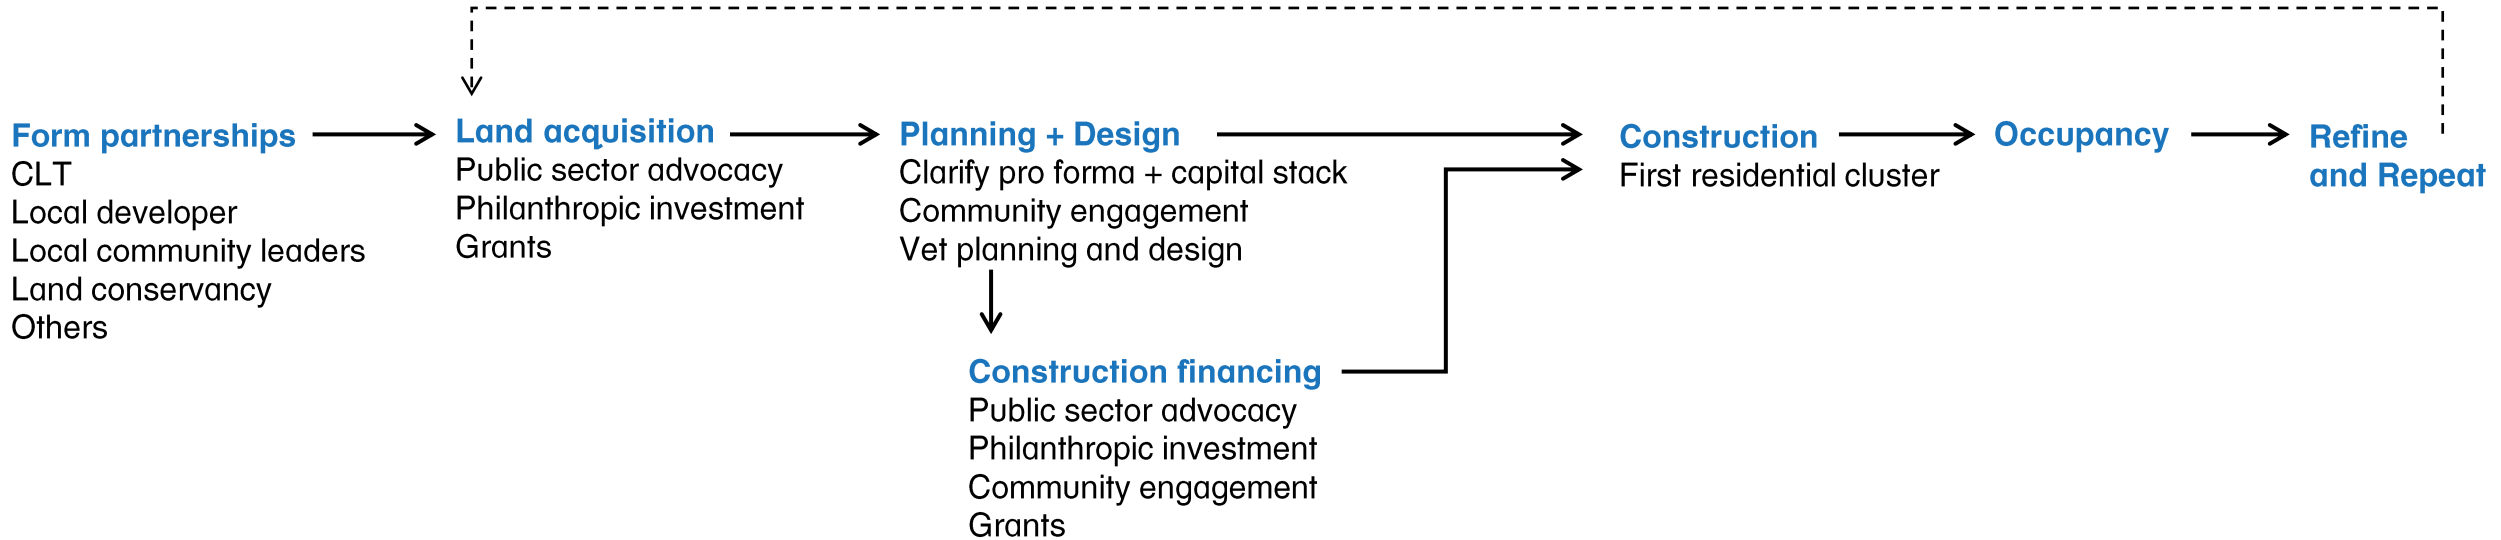 Form partnerships
CLT
Local developer
Local community leaders
Land conservancy
Others
Land aquisition
Public sector advocacy
Philanthropic investment
Grants
Planning + Design
Clarify pro forma + capital stack
Community engagement
Vet planning and design
Construction financing
Public sector advocacy
Philanthropic investment
Community engagement
Grants
Construction
First residential cluster
Occupancy
Refine
and Repeat